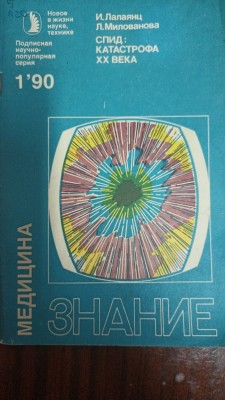 Новое
в жизни
науке,
технике
Подписная
научно-
популярная
серия
1'90
И. Лалаянц
Л. Милованова
СПИД:
КАТАСТРОФА
XX ВЕКА
МЕДИЦИНА
ЗНАНИЕ